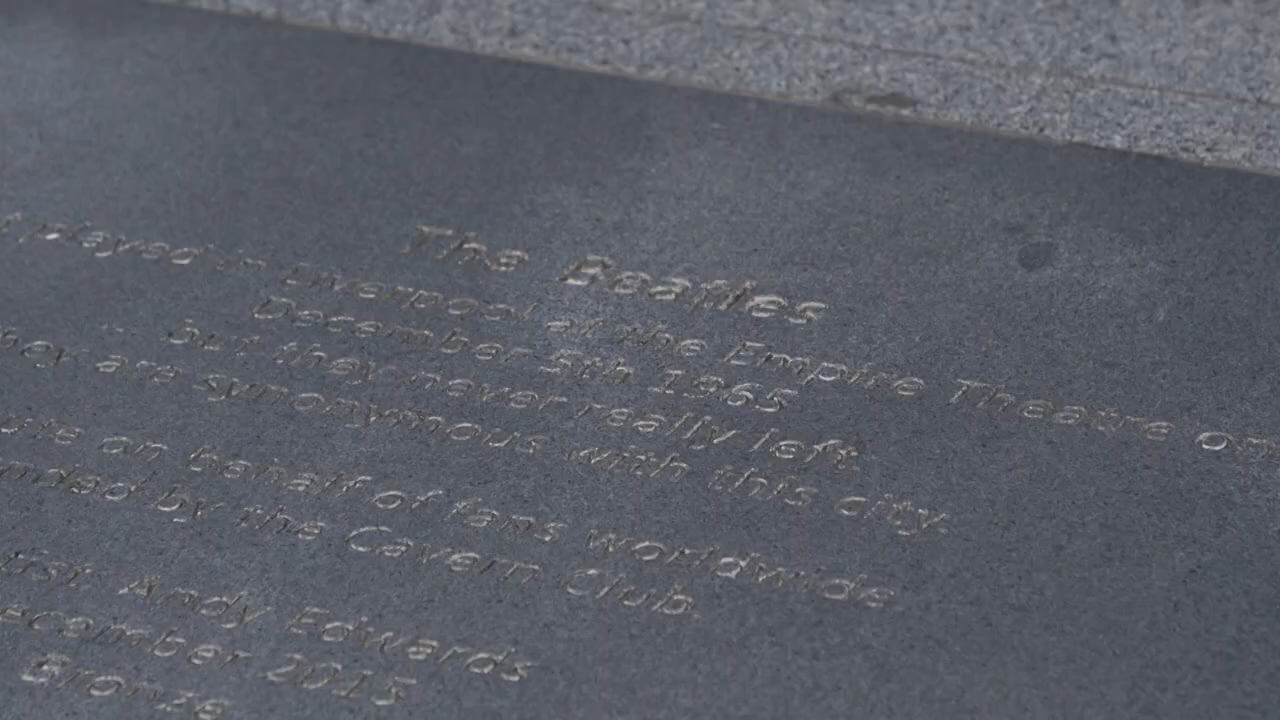 The Beatles
played in Liverpool at the Empire Theatre on
December 5th 1965
but they never really left
they are symonymous with this city.
on behalf of fans worldwide
by the Cavern Club.
Andy Edwards
December 2015
Bronze